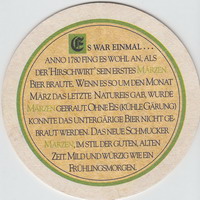 ES WAR EINMAL . . .
ANNO 1780 FING ES WOHL AN, ALS
DER "HIRSCHWIRT" SEIN ERSTES MÄRZEN
BIER BRAUTE. WENN ES SO UM DEN MONAT
MÄRZ DAS LETZTE NATUREIS GAB, WURDE
MÄRZEN GEBRAUT. OHNE EIS (KÜHLE GÄRUNG)
KONNTE DAS UNTERGÄRIGE BIER NICHT GE-
BRAUT WERDEN. DAS NEUE SCHMUCKER
MÄRZEN, IM STIL DER GUTEN, ALTEN
ZEIT. MILD UND WÜRZIG WIE EIN
FRÜHLINGSMORGEN.